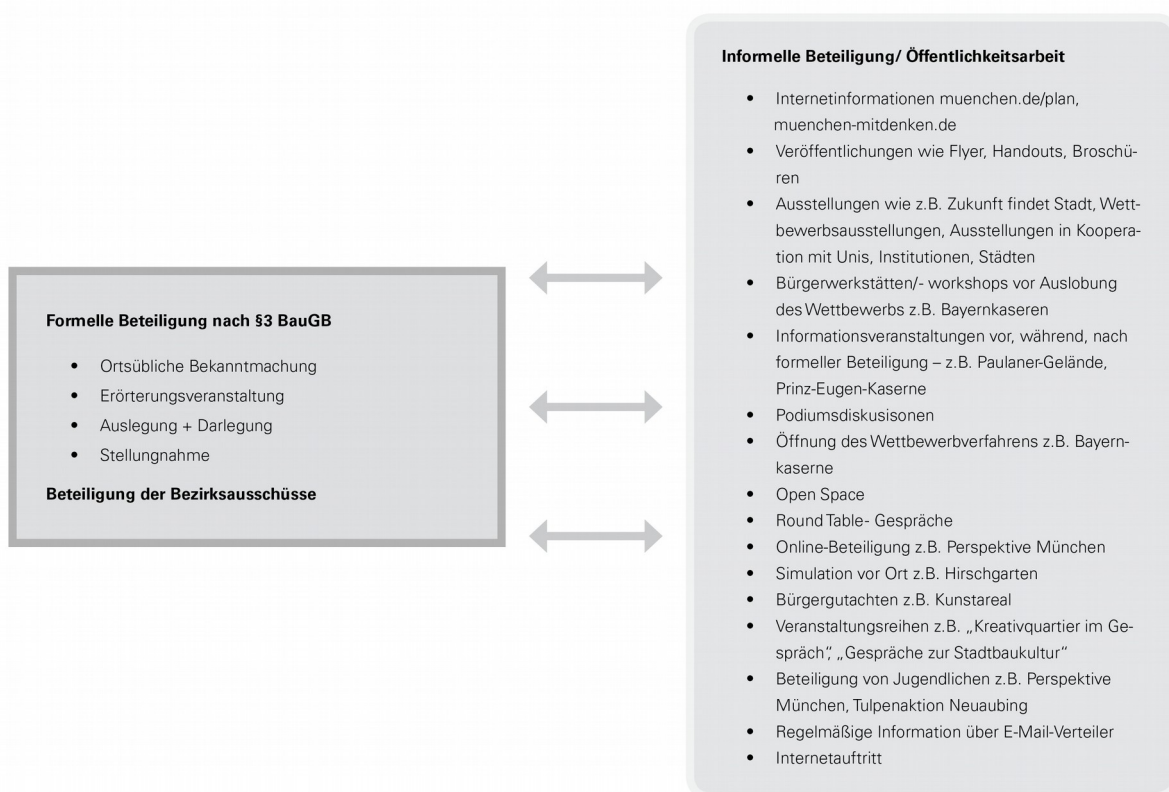 Formelle Beteiligung nach §3 BauGB
• Ortsübliche Bekanntmachung
• Erörterungsveranstaltung
• Auslegung + Darlegung
• Stellungnahme
Beteiligung der Bezirksausschüsse
Informelle Beteiligung/ Öffentlichkeitsarbeit
• Internetinformationen muenchen.de/plan,
muenchen-mitdenken.de
• Veröffentlichungen wie Flyer, Handouts, Broschü-
ren
• Ausstellungen wie z.B. Zukunft findet Stadt, Wett-
bewerbsausstellungen, Ausstellungen in Koopera-
tion mit Unis, Institutionen, Städten
• Bürgerwerkstätten/- workshops vor Auslobung
des Wettbewerbs z.B. Bayernkaseren
• Informationsveranstaltungen vor, während, nach
formeller Beteiligung – z.B. Paulaner-Gelände,
Prinz-Eugen-Kaserne
• Podiumsdiskusisonen
• Öffnung des Wettbewerbverfahrens z.B. Bayern-
kaserne
• Open Space
• Round Table- Gespräche
• Online-Beteiligung z.B. Perspektive München
• Simulation vor Ort z.B. Hirschgarten
• Bürgergutachten z.B. Kunstareal
• Veranstaltungsreihen z.B. „Kreativquartier im Ge-
spräch", „Gespräche zur Stadtbaukultur"
• Beteiligung von Jugendlichen z.B. Perspektive
München, Tulpenaktion Neuaubing
• Regelmäßige Information über E-Mail-Verteiler
• Internetauftritt